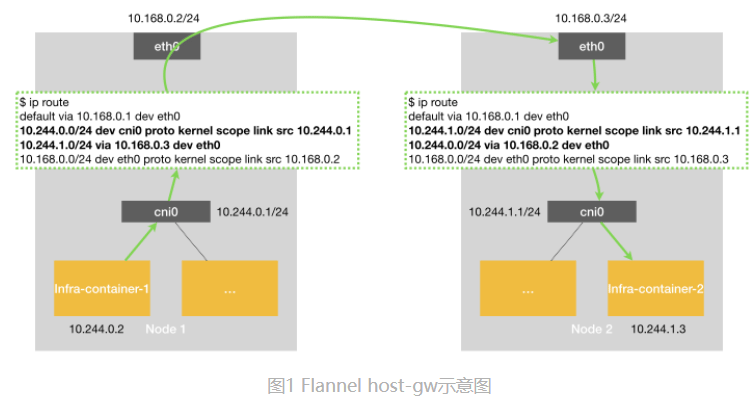 10.168.0.2/24
eth0
$ ip route
default via 10.168.0.1 dev eth0
10.244.0.0/24 dev cni0 proto kernel scope link src 10.244.0.1
10.244.1.0/24 via 10.168.0.3 dev eth0
10.168.0.0/24 dev eth0 proto kernel scope link src 10.168.0.2
cni0
10.244.0.1/24
Infra-container-1
...
10.244.0.2
Node 1
10.168.0.3/24
eth0
$ ip route
default via 10.168.0.1 dev eth0
10.244.1.0/24 dev cni0 proto kernel scope link src 10.244.1.1
10.244.0.0/24 via 10.168.0.2 dev eth0
10.168.0.0/24 dev eth0 proto kernel scope link src 10.168.0.3
10.244.1.1/24
cni0
...
Infra-container-2
Node 2
10.244.1.3
图1 Flannel host-gw示意图